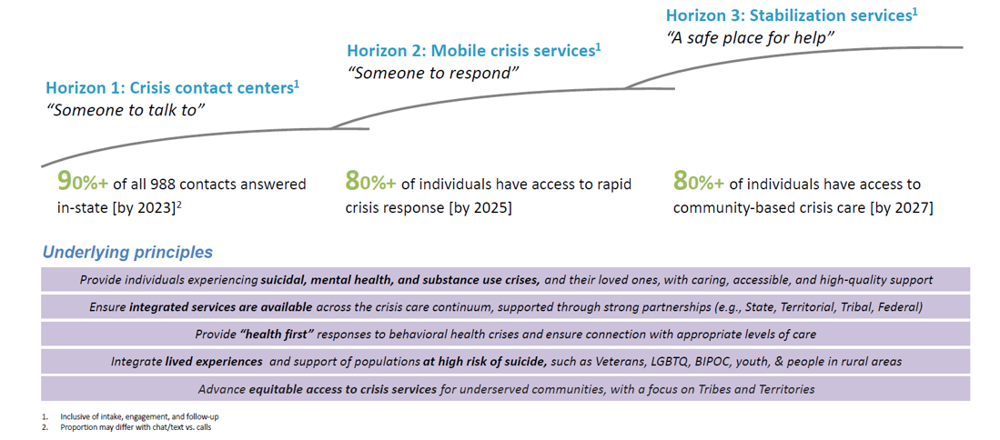 Horizon 3: Stabilization services¹
“A safe place for help”
Horizon 2: Mobile crisis services¹
“Someone to respond”
Horizon 1: Crisis contact centers¹
“Someone to talk to”
90%+ of all 988 contacts answered
in-state [by 2023]²
80%+ of individuals have access to rapid
crisis response [by 2025]
80%+ of individuals have access to
community-based crisis care [by 2027]
Underlying principles
Provide individuals experiencing suicidal, mental health, and substance use crises, and their loved ones, with caring, accessible, and high-quality support
Ensure integrated services are available across the crisis care continuum, supported through strong partnerships (e.g., State, Territorial, Tribal, Federal)
Provide “health first” responses to behavioral health crises and ensure connection with appropriate levels of care
Integrate lived experiences and support of populations at high risk of suicide, such as Veterans, LGBTQ, BIPOC, youth, & people in rural areas
Advance equitable access to crisis services for underserved communities, with a focus on Tribes and Territories
1. Inclusive of intake, engagement, and follow-up
2. Proportion may differ with chat/text vs. calls